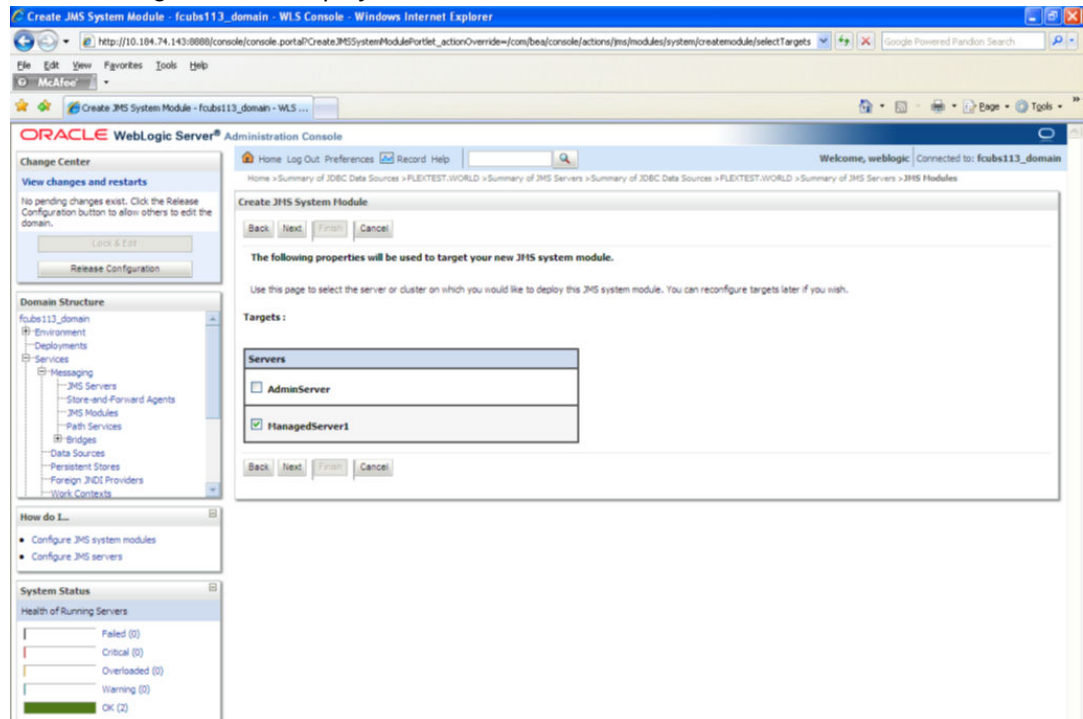 Create JMS System Module - fcubs113_domain - WLS Console - Windows Internet Explorer
http://10.184.74.143:8888/console/console.portal?CreateJMSSystemModulePortlet_actionOverride=/com/bea/console/actions/jms/modules/system/createmodule/selectTargets
Google Powered Pandion Search
File Edit View Favorites Tools Help
McAfee
Create JMS System Module - fcubs113_domain - WLS ...
Page Tools
ORACLE WebLogic Server® Administration Console
Change Center
View changes and restarts
No pending changes exist. Click the Release
Configuration button to allow others to edit the
domain.
Lock & Edit
Release Configuration
Domain Structure
fcubs113_domain
Environment
Deployments
Services
Messaging
JMS Servers
Store-and-Forward Agents
JMS Modules
Path Services
Bridges
Data Sources
Persistent Stores
Foreign JNDI Providers
Work Contexts
How do I...
Configure JMS system modules
Configure JMS servers
System Status
Health of Running Servers
Failed (0)
Critical (0)
Overloaded (0)
Warning (0)
OK (2)
Home Log Out Preferences Record Help
Welcome, weblogic Connected to: fcubs113_domain
Home >Summary of JDBC Data Sources >FLEXTEST.WORLD >Summary of JMS Servers >Summary of JDBC Data Sources >FLEXTEST.WORLD >Summary of JMS Servers >JMS Modules
Create JMS System Module
Back Next Finish Cancel
The following properties will be used to target your new JMS system module.
Use this page to select the server or cluster on which you would like to deploy this JMS system module. You can reconfigure targets later if you wish.
Targets :
Servers
AdminServer
ManagedServer1
Back Next Finish Cancel